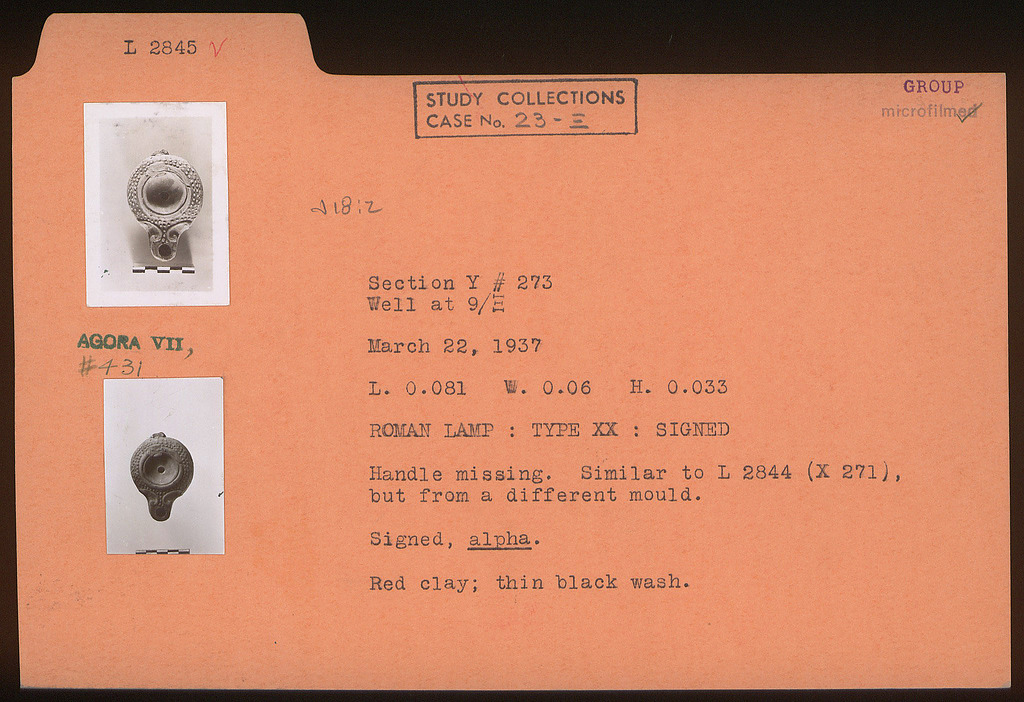 L 2845 √
STUDY COLLECTIONS
CASE No. 23 - Ξ
GROUP
microfilmed
18:2
AGORA VII,
#431
Section Y # 273
Well at 9/Ξ
March 22, 1937
L. 0.081 W. 0.06 H. 0.033
ROMAN LAMP : TYPE XX : SIGNED
Handle missing. Similar to L 2844 (X 271),
but from a different mould.
Signed, alpha.
Red clay; thin black wash.